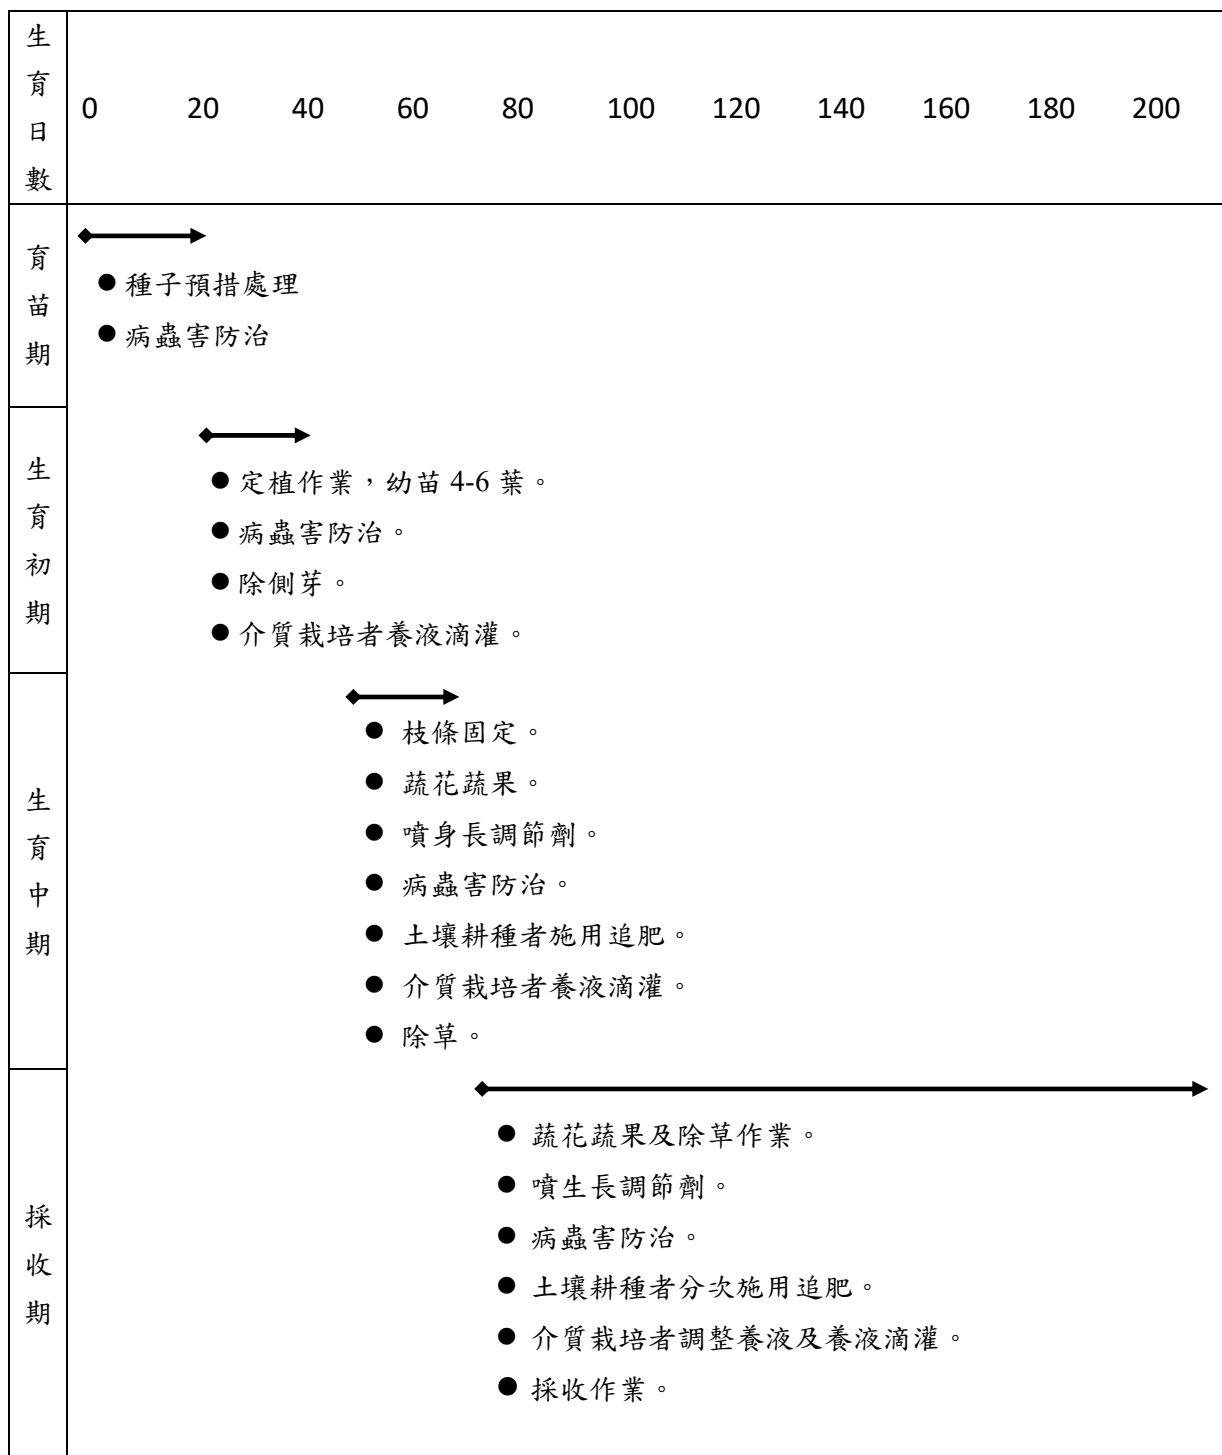 生育日數
0 20 40 60 80 100 120 140 160 180 200
育苗期
●種子預措處理
●病蟲害防治
生育初期
●定植作業，幼苗 4-6 葉。
●病蟲害防治。
●除側芽。
●介質栽培者養液滴灌。
生育中期
● 枝條固定。
● 蔬花蔬果。
● 噴身長調節劑。
● 病蟲害防治。
● 土壤耕種者施用追肥。
● 介質栽培者養液滴灌。
● 除草。
採收期
● 蔬花蔬果及除草作業。
● 噴生長調節劑。
● 病蟲害防治。
● 土壤耕種者分次施用追肥。
● 介質栽培者調整養液及養液滴灌。
● 採收作業。